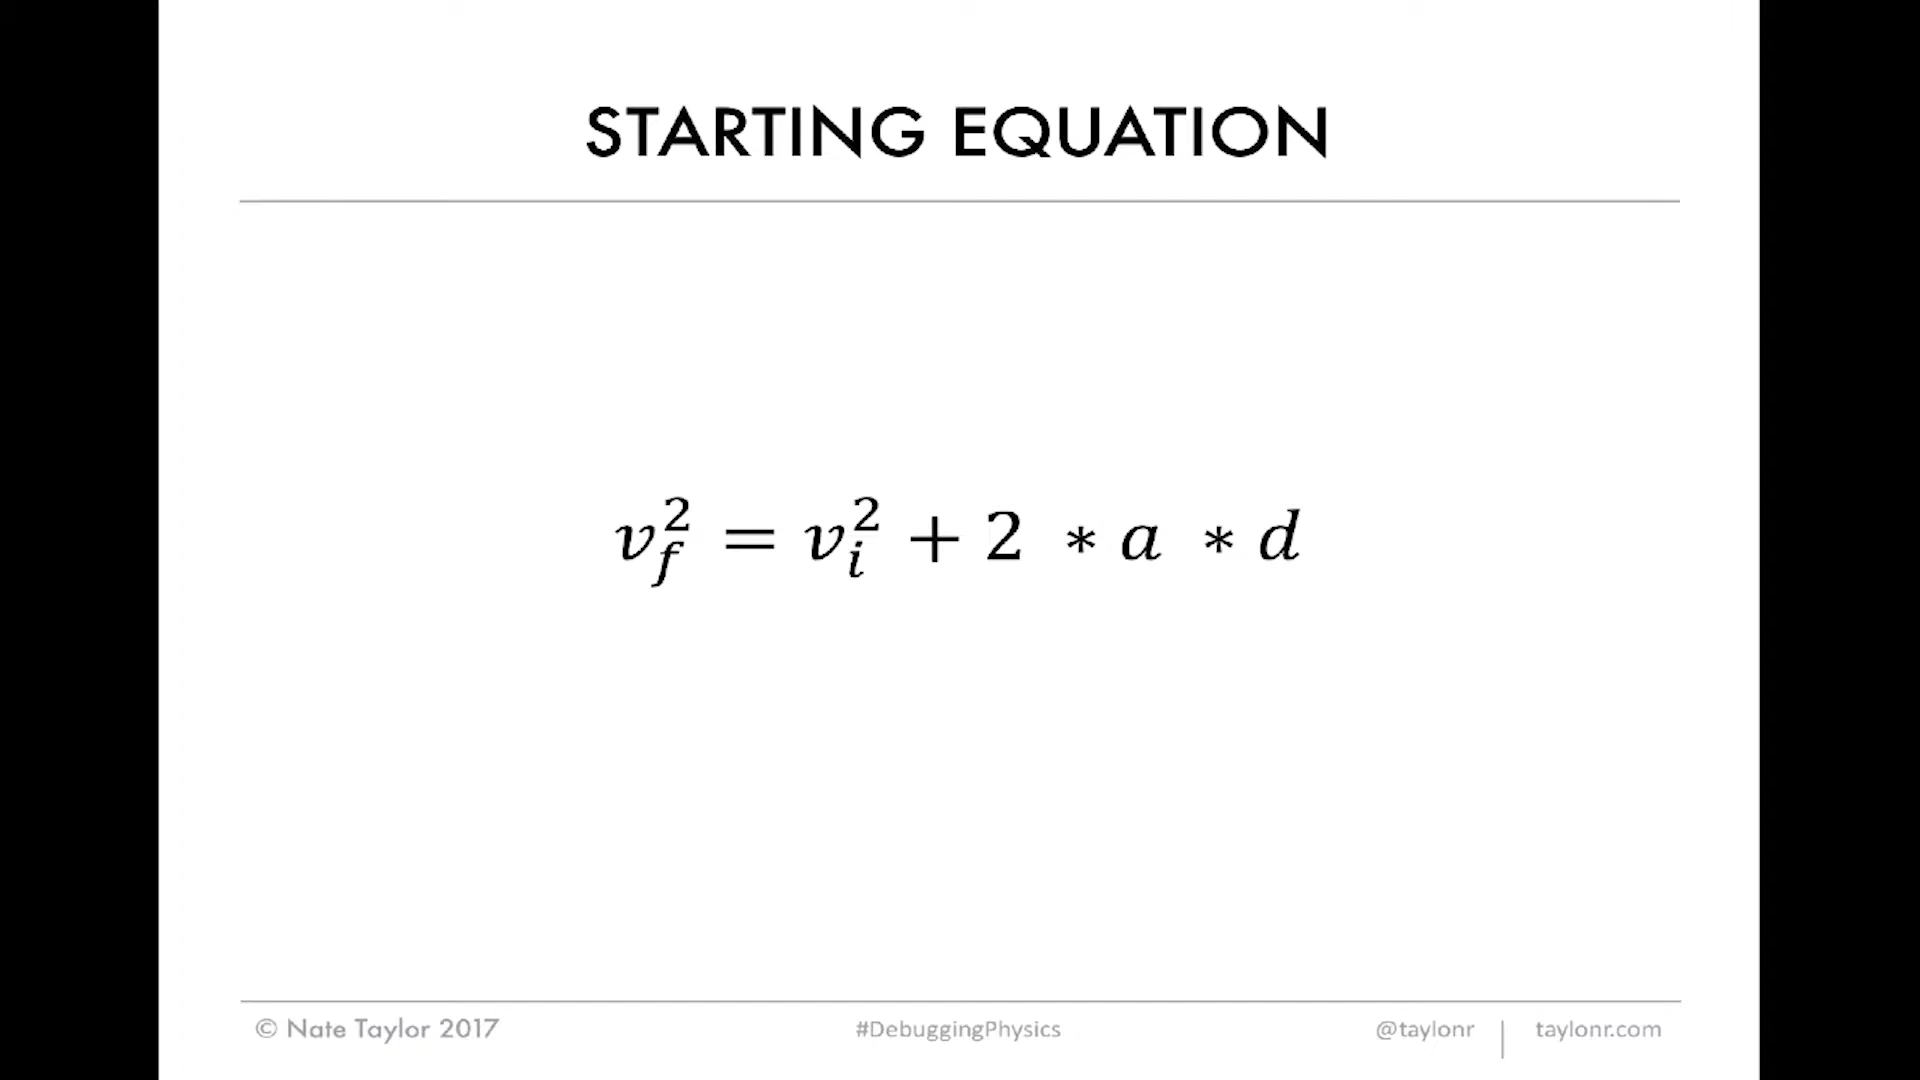 STARTING EQUATION
v_f^2 = v_i^2 + 2 * a * d
© Nate Taylor 2017 #DebuggingPhysics @taylonr | taylonr.com